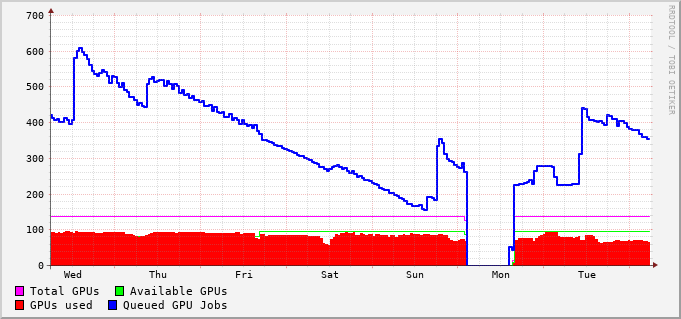 700
600
500
400
300
200
100
0
Wed Thu Fri Sat Sun Mon Tue
Total GPUs Available GPUs
GPUs used Queued GPU Jobs
RRDTOOL / TOBI OETIKER